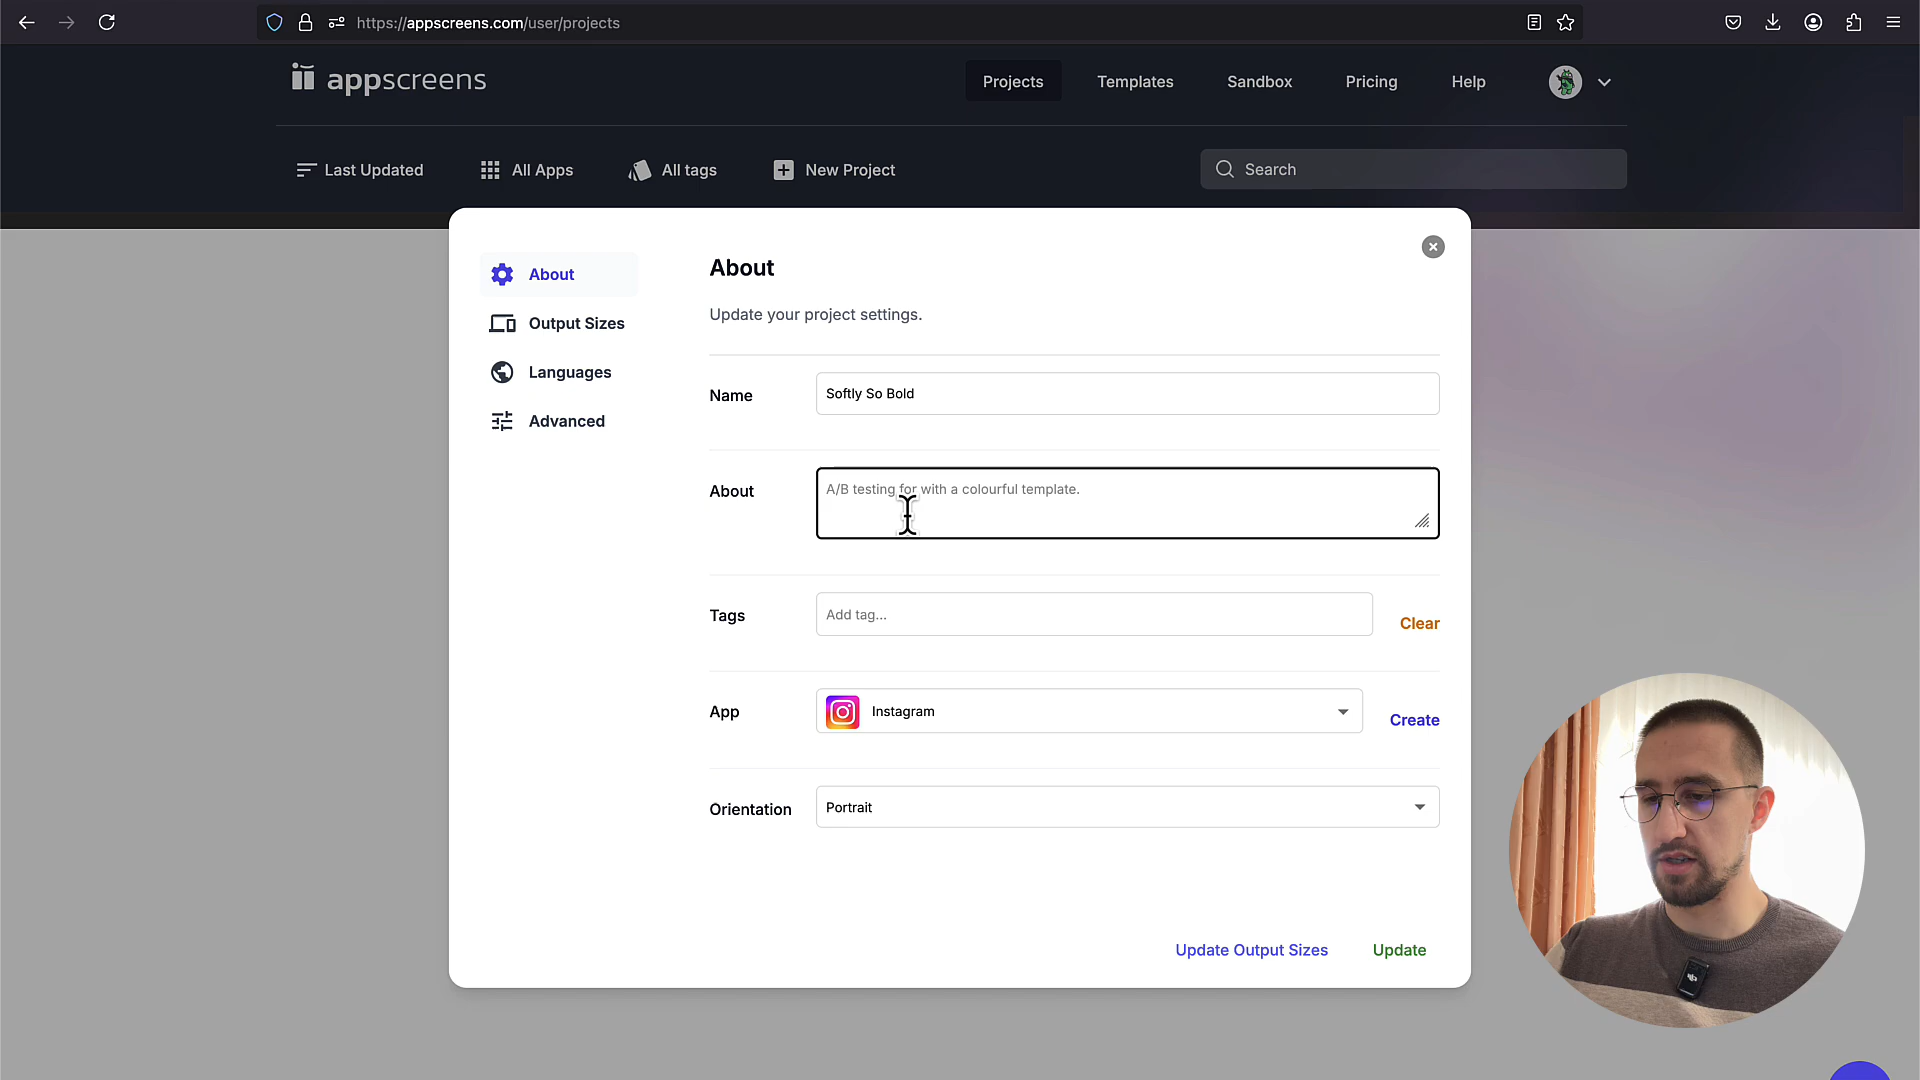 https://appscreens.com/user/projects
appscreens
Projects
Templates
Sandbox
Pricing
Help
Last Updated
All Apps
All tags
New Project
Search
About
Output Sizes
Languages
Advanced
About
Update your project settings.
Name
Softly So Bold
About
A/B testing for with a colourful template.
Tags
Add tag...
Clear
App
Instagram
Create
Orientation
Portrait
Update Output Sizes
Update